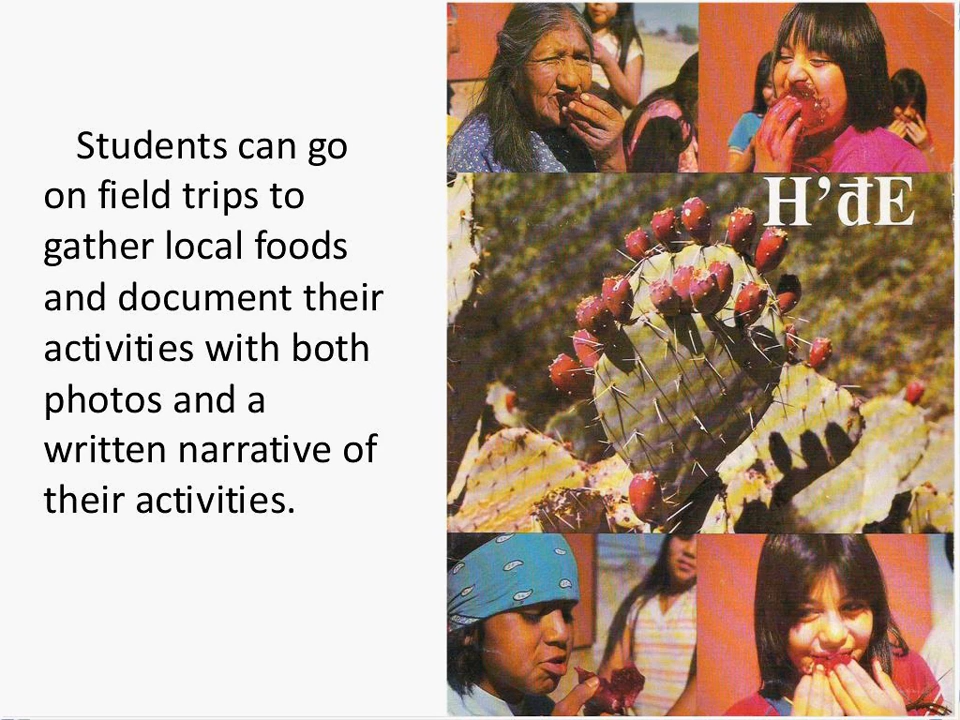 Students can go
on field trips to
gather local foods
and document their
activities with both
photos and a
written narrative of
their activities.
H’đE